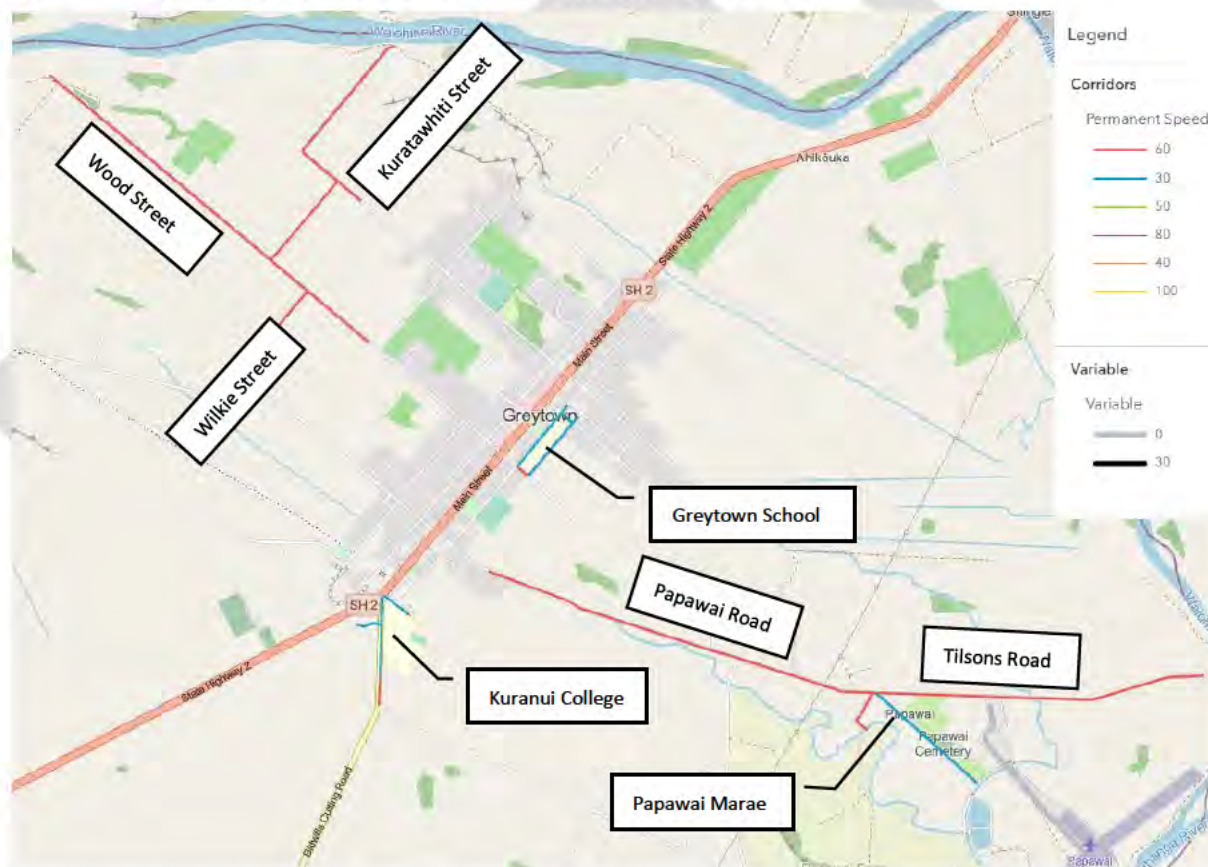 Waiohine River
Legend
Corridors
Permanent Speed
60
30
50
80
40
100
Variable
Variable
0
30
Kuratawhiti Street
Wood Street
Wilkie Street
Ahikouka
State Highway 2
SH 2
Main Street
Greytown
Main Street
Greytown School
SH 2
State Highway 2
Kuranui College
Bidwills Cutting Road
Papawai Road
Tilsons Road
Papawai
Papawai
Cemetery
Papawai Marae
Papawai